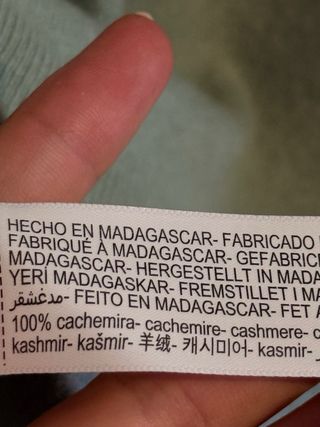 HECHO EN MADAGASCAR- FABRICADO
FABRIQUÉ À MADAGASCAR- GEFABRICE
MADAGASCAR- HERGESTELLT IN MADA
YERİ MADAGASKAR- FREMSTILLET I MA
مدغشقر- FEITO EN MADAGASCAR- FET A
100% cachemira- cachemire- cashmere- c
kashmir- kašmir- 羊绒- 캐시미어- kasmir-